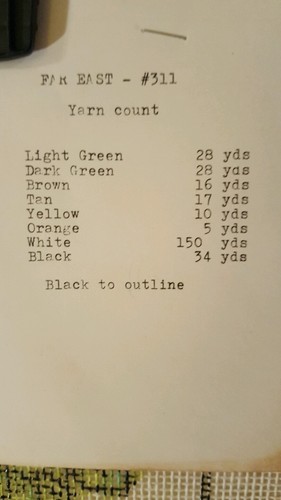 FAR EAST - #311
Yarn count
Light Green 28 yds
Dark Green 28 yds
Brown 16 yds
Tan 17 yds
Yellow 10 yds
Orange 5 yds
White 150 yds
Black 34 yds
Black to outline